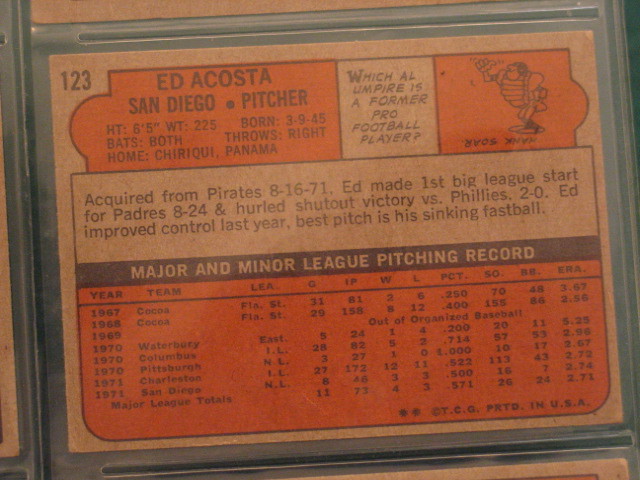 123
ED ACOSTA
SAN DIEGO • PITCHER
HT: 6'5" WT: 225 BORN: 3-9-45
BATS: BOTH THROWS: RIGHT
HOME: CHIRIQUI, PANAMA
WHICH AL
UMPIRE IS
A FORMER
PRO
FOOTBALL
PLAYER?
HANK SOAR
Acquired from Pirates 8-16-71, Ed made 1st big league start
for Padres 8-24 & hurled shutout victory vs. Phillies, 2-0. Ed
improved control last year, best pitch is his sinking fastball.
MAJOR AND MINOR LEAGUE PITCHING RECORD
YEAR TEAM LEA. G IP W L PCT. SO. BB. ERA.
1967 Cocoa Fla. St. 31 81 2 6 .250 70 48 3.67
1968 Cocoa Fla. St. 29 158 8 12 .400 155 86 2.56
1969 Out of Organized Baseball
1970 Waterbury East. 5 24 1 4 .200 20 11 5.25
1970 Columbus I.L. 28 82 5 2 .714 57 53 2.96
1970 Pittsburgh N.L. 3 27 1 0 1.000 10 17 2.67
1971 Charleston I.L. 27 172 12 11 .522 113 43 2.72
1971 San Diego N.L. 8 46 3 3 .500 16 7 2.74
Major League Totals 11 73 4 3 .571 26 24 2.71
** ©T.C.G. PRTD. IN U.S.A.